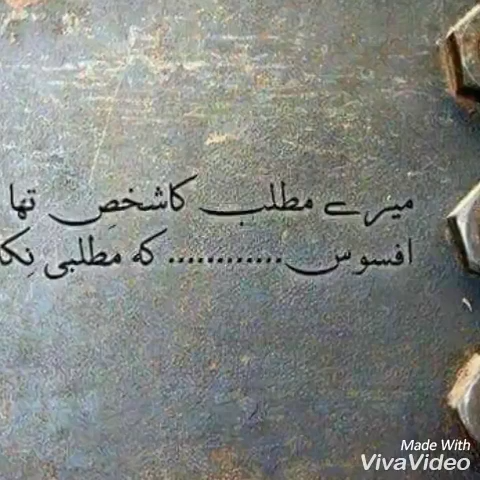 میرے مطلب کا شخص تھا
افسوس............ کہ مطلبی
Made With
VivaVideo